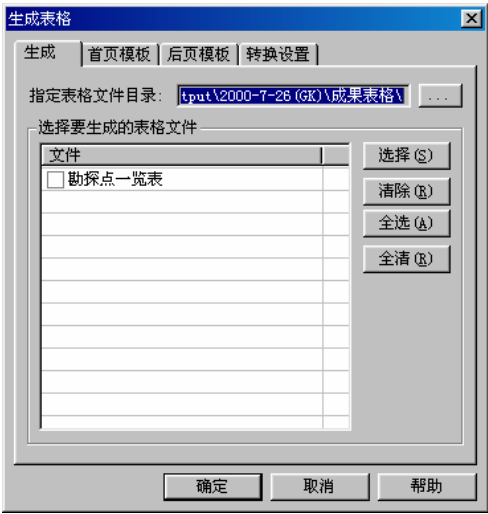 生成表格
生成 首页模板 后页模板 转换设置
指定表格文件目录: tput\2000-7-26(GK)\成果表格\ ...
选择要生成的表格文件
文件
勘探点一览表
选择(S)
清除(R)
全选(A)
全清(R)
确定 取消 帮助